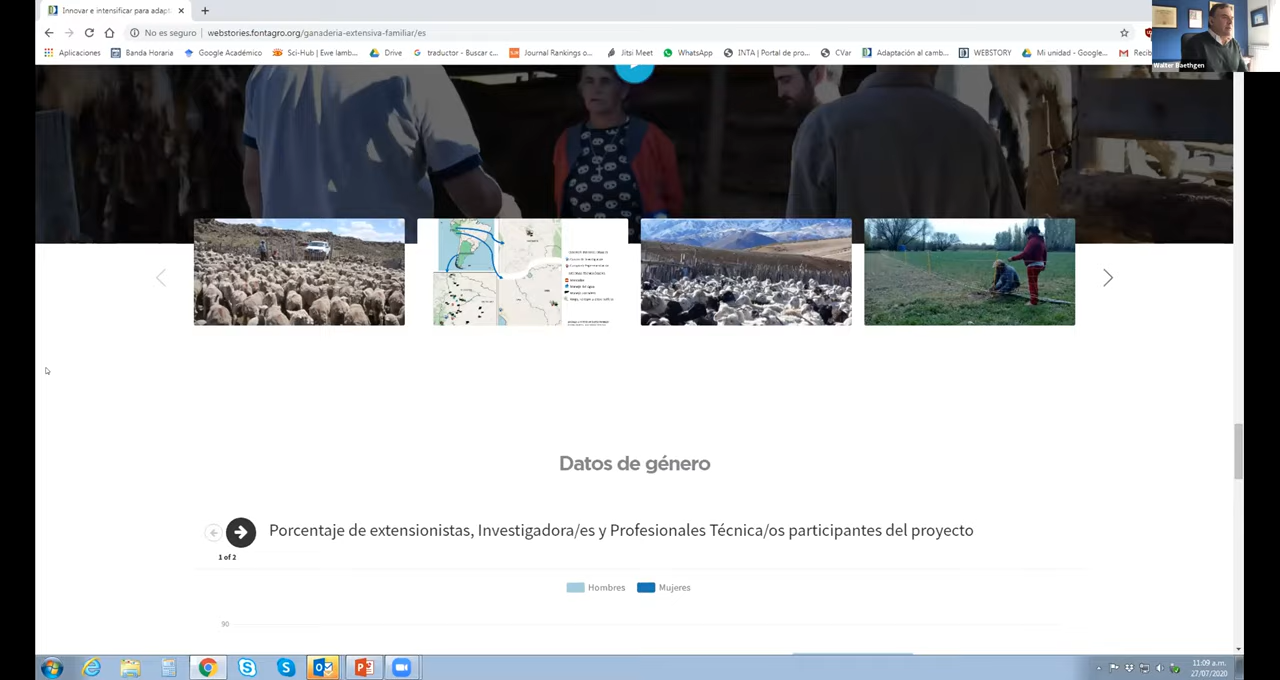 Innovar e intensificar para adapt
No es seguro | webstories.fontagro.org/ganaderia-extensiva-familiar/es
Aplicaciones Banda Horaria Google Académico Sci-Hub | Ewe lamb... Drive traductor - Buscar c... Journal Rankings o... Jitsi Meet WhatsApp INTA | Portal de pro... CVar Adaptación al camb... WEBSTORY Mi unidad - Google... Recib
Walter Baethgen
Datos de género
Porcentaje de extensionistas, Investigadora/es y Profesionales Técnica/os participantes del proyecto
1 of 2
Hombres Mujeres
90
11:09 a.m.
27/07/2020